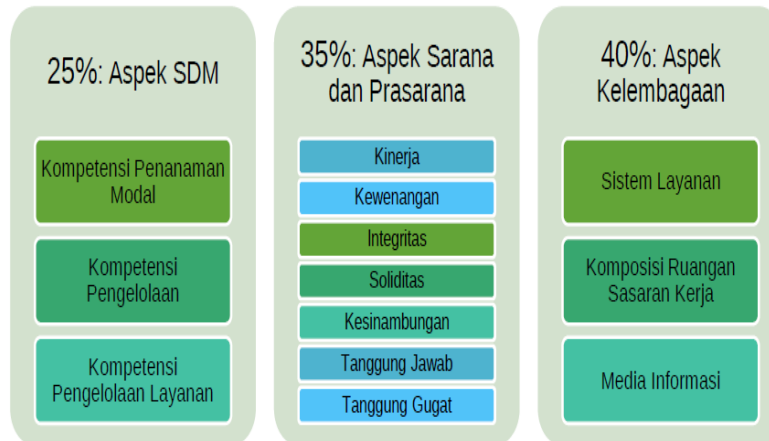 25%: Aspek SDM
Kompetensi Penanaman
Modal
Kompetensi
Pengelolaan
Kompetensi
Pengelolaan Layanan
35%: Aspek Sarana
dan Prasarana
Kinerja
Kewenangan
Integritas
Soliditas
Kesinambungan
Tanggung Jawab
Tanggung Gugat
40%: Aspek
Kelembagaan
Sistem Layanan
Komposisi Ruangan
Sasaran Kerja
Media Informasi